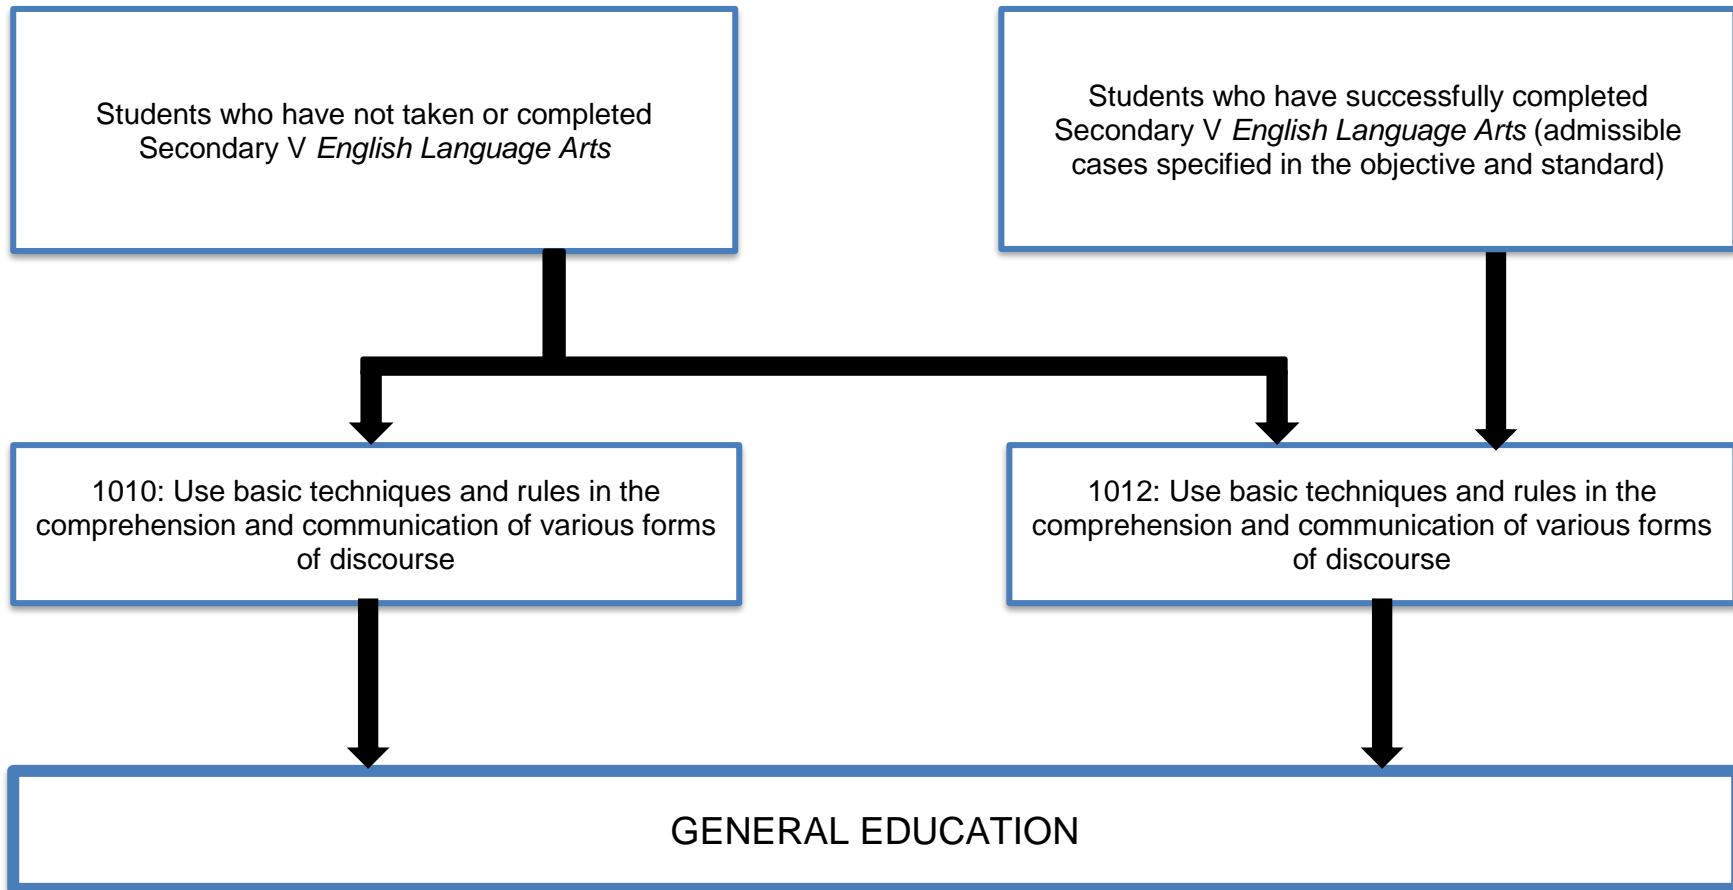 Students who have not taken or completed
Secondary V English Language Arts
Students who have successfully completed
Secondary V English Language Arts (admissible
cases specified in the objective and standard)
1010: Use basic techniques and rules in the
comprehension and communication of various forms
of discourse
1012: Use basic techniques and rules in the
comprehension and communication of various forms
of discourse
GENERAL EDUCATION